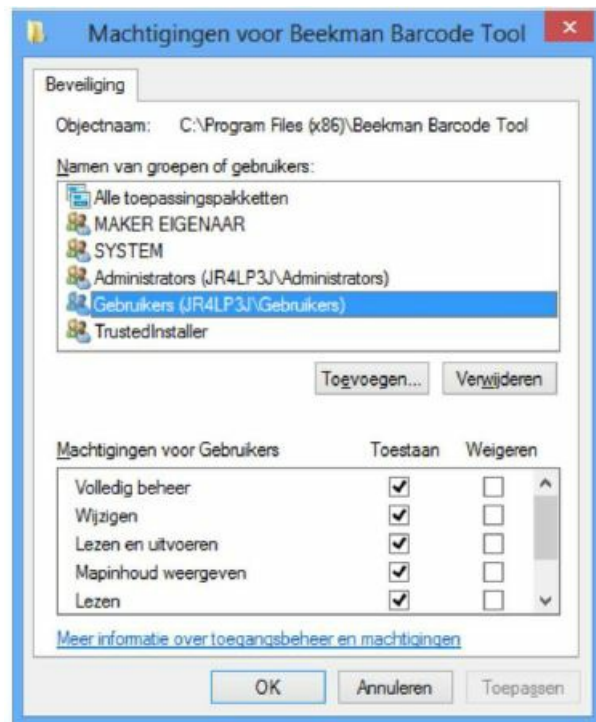 Machtigingen voor Beekman Barcode Tool
Beveiliging
Objectnaam: C:\Program Files (x86)\Beekman Barcode Tool
Namen van groepen of gebruikers:
Alle toepassingspakketten
MAKER EIGENAAR
SYSTEM
Administrators (JR4LP3J\Administrators)
Gebruikers (JR4LP3J\Gebruikers)
TrustedInstaller
Toevoegen... Verwijderen
Machtigingen voor Gebruikers Toestaan Weigeren
Volledig beheer
Wijzigen
Lezen en uitvoeren
Mapinhoud weergeven
Lezen
Meer informatie over toegangsbeheer en machtigingen
OK Annuleren Toepassen